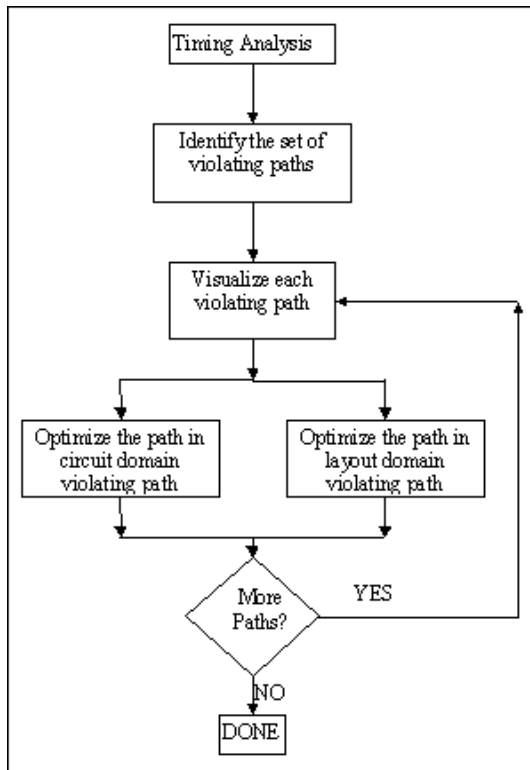 Timing Analysis
Identify the set of
violating paths
Visualize each
violating path
Optimize the path in
circuit domain
violating path
Optimize the path in
layout domain
violating path
More
Paths?
YES
NO
DONE